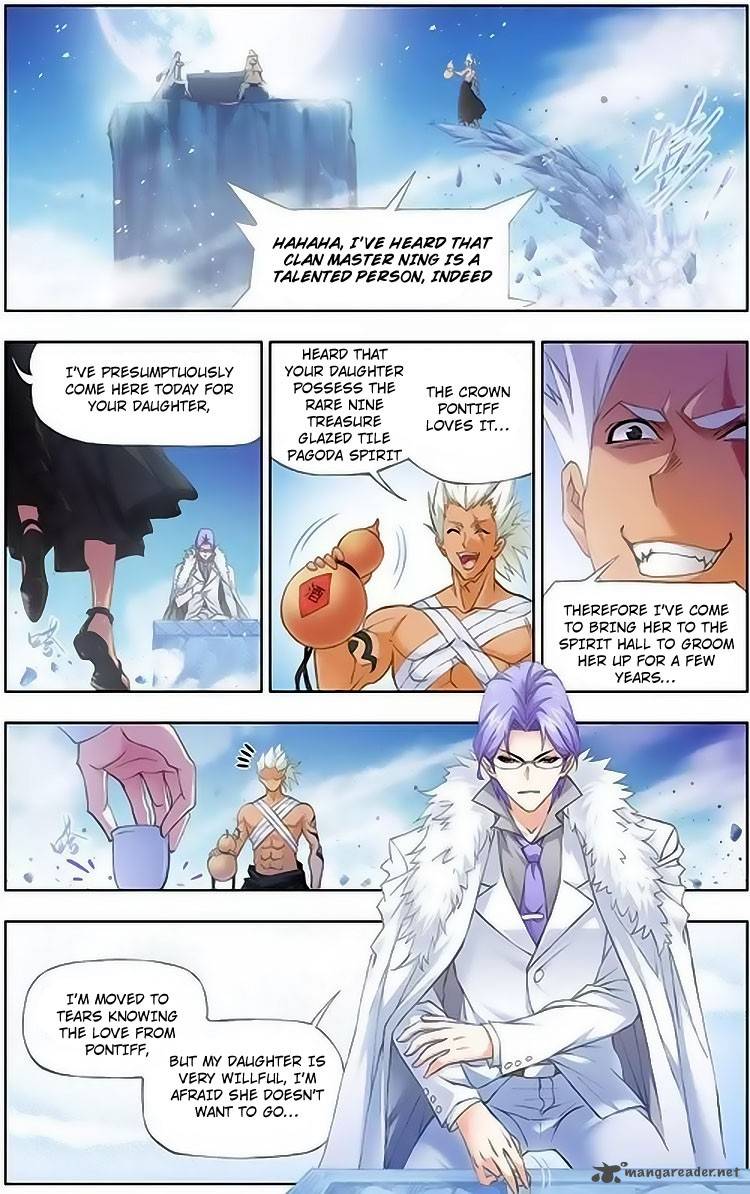 HAHAHA, I'VE HEARD THAT
CLAN MASTER NING IS A
TALENTED PERSON, INDEED
I'VE PRESUMPTUOUSLY
COME HERE TODAY FOR
YOUR DAUGHTER,
HEARD THAT
YOUR DAUGHTER
POSSESS THE
RARE NINE
TREASURE
GLAZED TILE
PAGODA SPIRIT
THE CROWN
PONTIFF
LOVES IT...
酒
THEREFORE I'VE COME
TO BRING HER TO THE
SPIRIT HALL TO GROOM
HER UP FOR A FEW
YEARS...
I'M MOVED TO
TEARS KNOWING
THE LOVE FROM
PONTIFF,
BUT MY DAUGHTER IS
VERY WILLFUL, I'M
AFRAID SHE DOESN'T
WANT TO GO...
mangareader.net